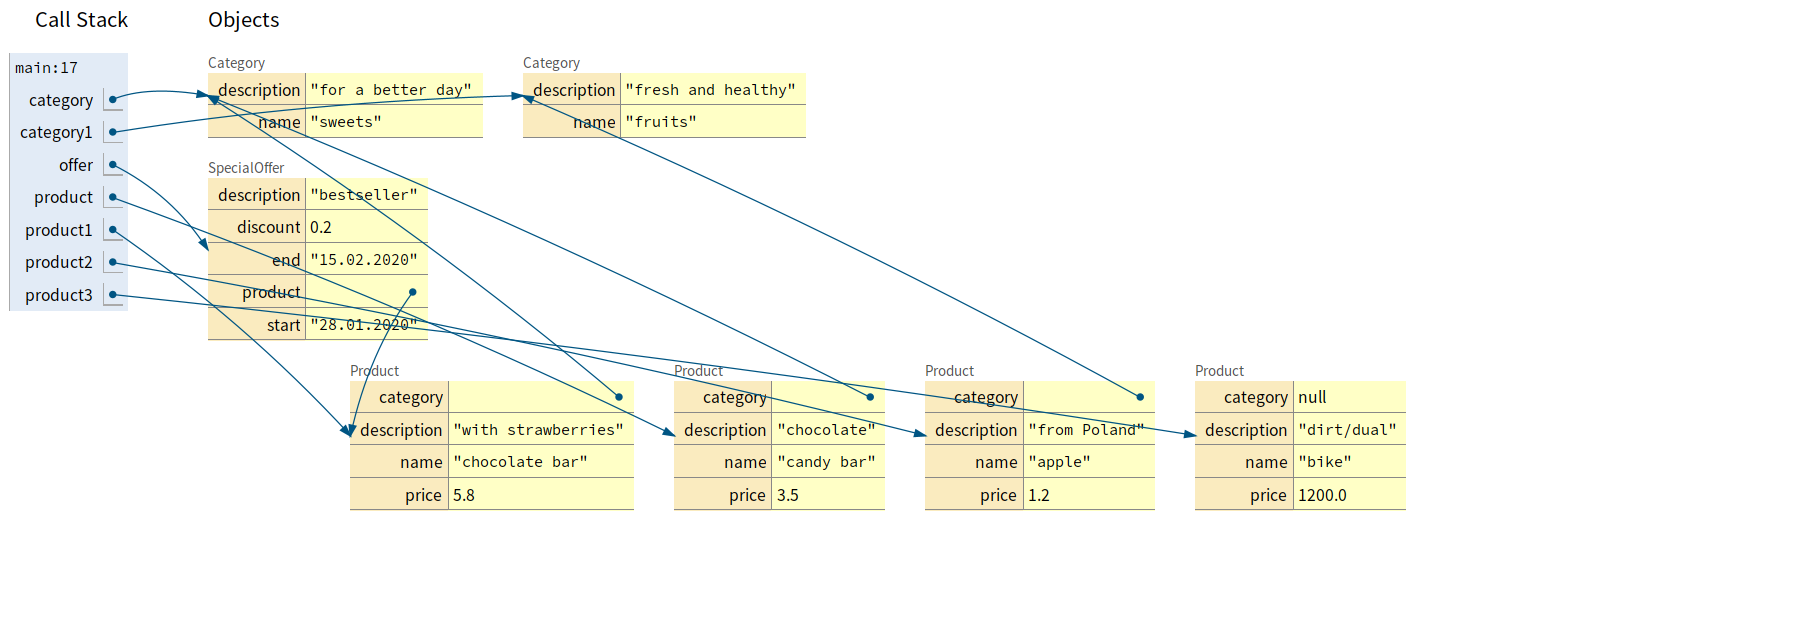 Call Stack
Objects
main:17
category
category1
offer
product
product1
product2
product3
Category
description "for a better day"
name "sweets"
Category
description "fresh and healthy"
name "fruits"
SpecialOffer
description "bestseller"
discount 0.2
end "15.02.2020"
product
start "28.01.2020"
Product
category
description "with strawberries"
name "chocolate bar"
price 5.8
Product
category
description "chocolate"
name "candy bar"
price 3.5
Product
category
description "from Poland"
name "apple"
price 1.2
Product
category null
description "dirt/dual"
name "bike"
price 1200.0